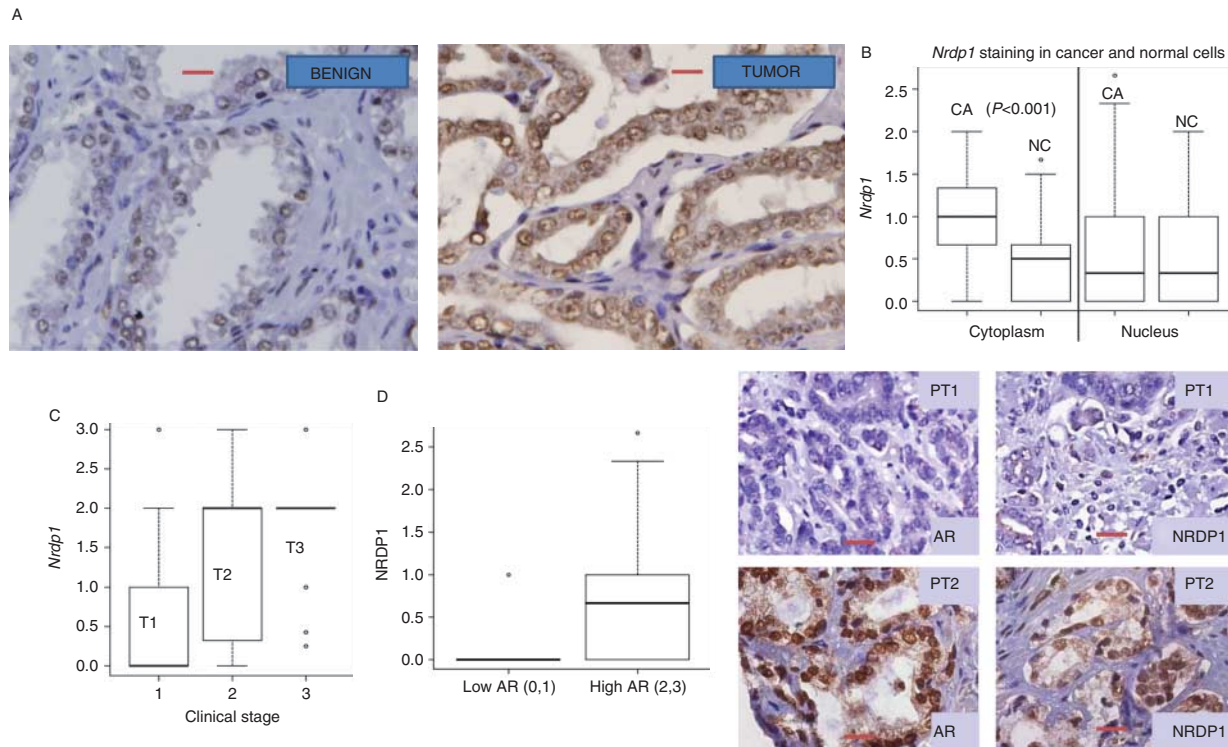 A
BENIGN
TUMOR
B
Nrdp1 staining in cancer and normal cells
Nrdp1
2.5
2.0
1.5
1.0
0.5
0.0
CA
(P<0.001)
NC
CA
NC
Cytoplasm
Nucleus
C
Nrdp1
3.0
2.5
2.0
1.5
1.0
0.5
0.0
T1
T2
T3
1
2
3
Clinical stage
D
NRDP1
2.5
2.0
1.5
1.0
0.5
0.0
Low AR (0,1)
High AR (2,3)
PT1
AR
PT1
NRDP1
PT2
AR
PT2
NRDP1